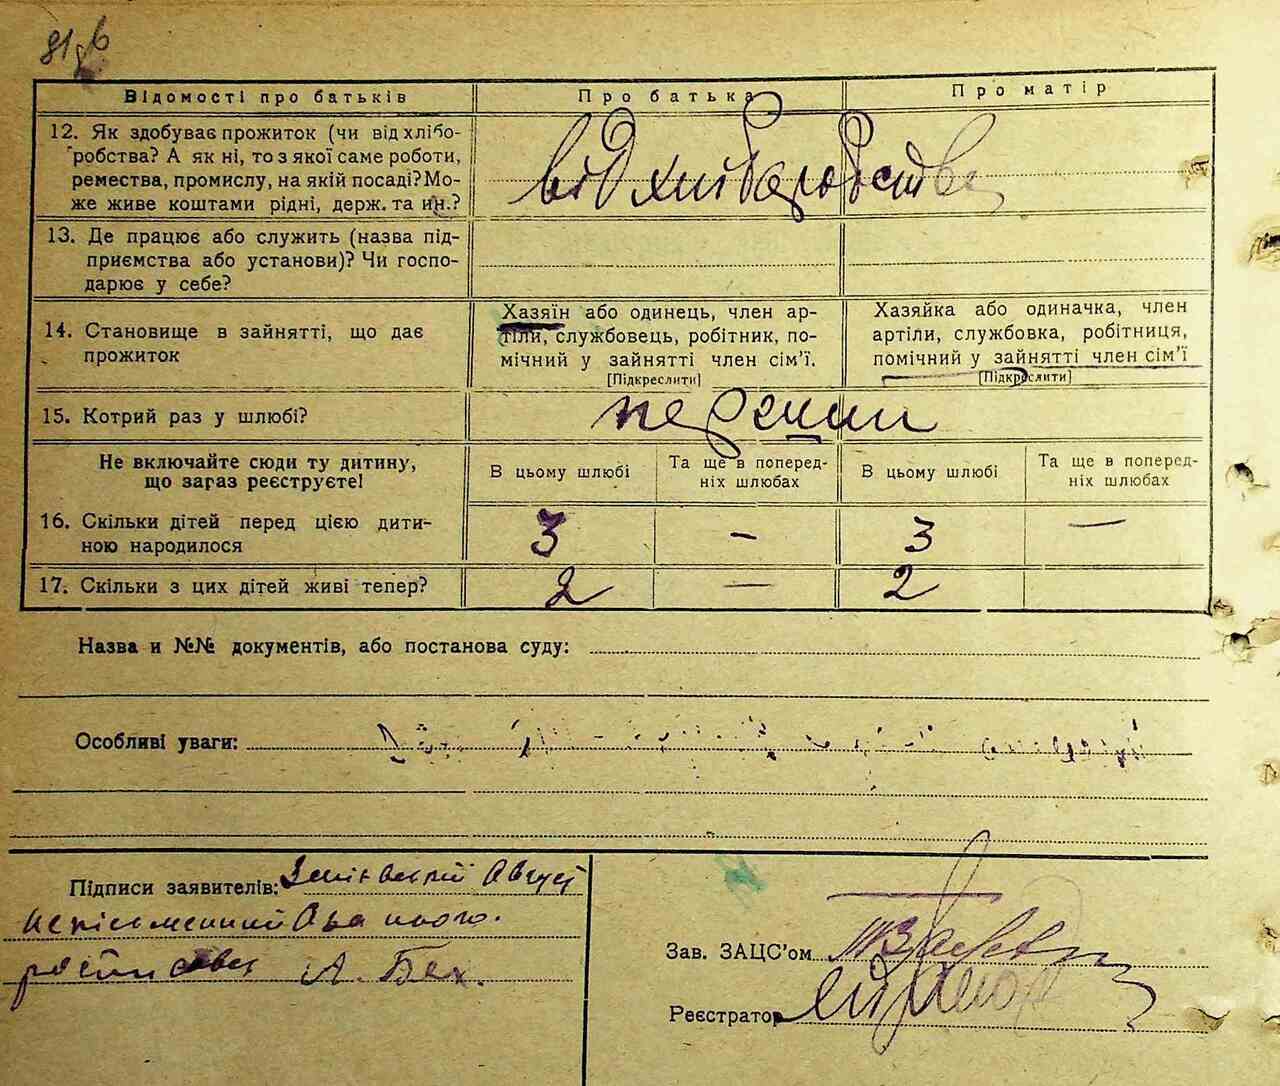 81 зв
Відомості про батьків Про батька Про матір
12. Як здобуває прожиток (чи від хлібо-
робства? А як ні, то з якої саме роботи,
ремества, промислу, на якій посаді? Мо-
же живе коштами рідні, держ. та ин.?
від хлиборобства
13. Де працює або служить (назва під-
приємства або установи)? Чи госпо-
дарює у себе?
14. Становище в зайнятті, що дає
прожиток
Хазяїн або одинець, член ар-
тіли, службовець, робітник, по-
мічний у зайнятті член сім’ї.
[Підкреслити]
Хазяйка або одиначка, член
артіли, службовка, робітниця,
помічний у зайнятті член сім’ї
[Підкреслити]
15. Котрий раз у шлюбі? первий
Не включайте сюди ту дитину,
що зараз реєструєте!
В цьому шлюбі
Та ще в поперед-
ніх шлюбах
В цьому шлюбі
Та ще в поперед-
ніх шлюбах
16. Скільки дітей перед цією дити-
ною народилося
3 - 3 —
17. Скільки з цих дітей живі тепер? 2 — 2
Назва и №№ документів, або постанова суду:
Особливі уваги:
Підписи заявителів: Август
неписьменний нього
А. Бех.
Зав. ЗАЦС’ом
Реєстратор